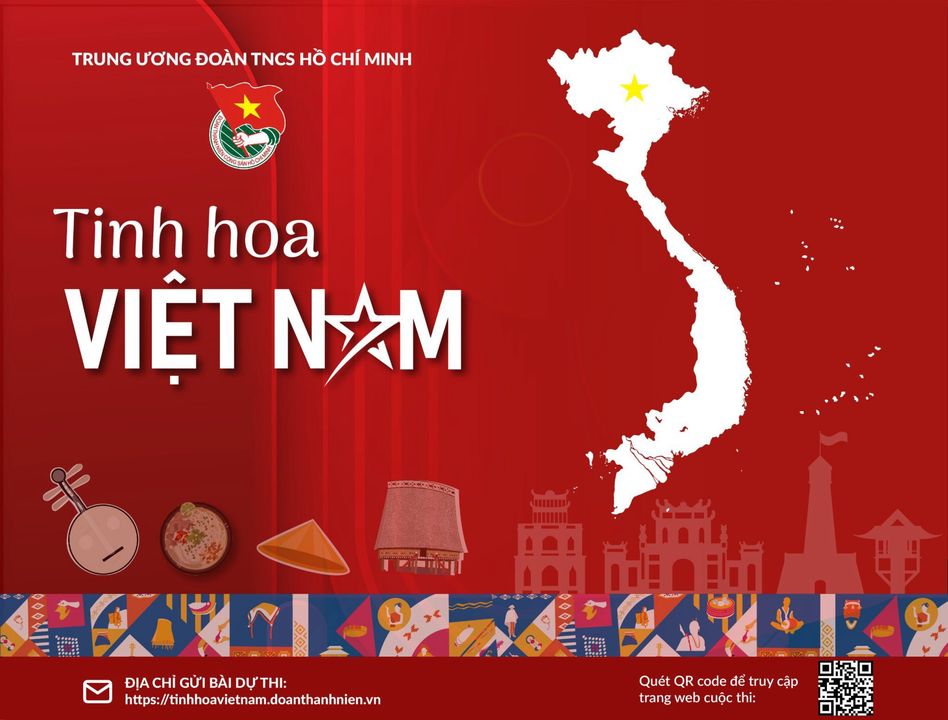 TRUNG ƯƠNG ĐOÀN TNCS HỒ CHÍ MINH
Tinh hoa
VIỆT NAM
ĐỊA CHỈ GỬI BÀI DỰ THI:
https://tinhhoavietnam.doanthanhnien.vn
Quét QR code để truy cập
trang web cuộc thi: